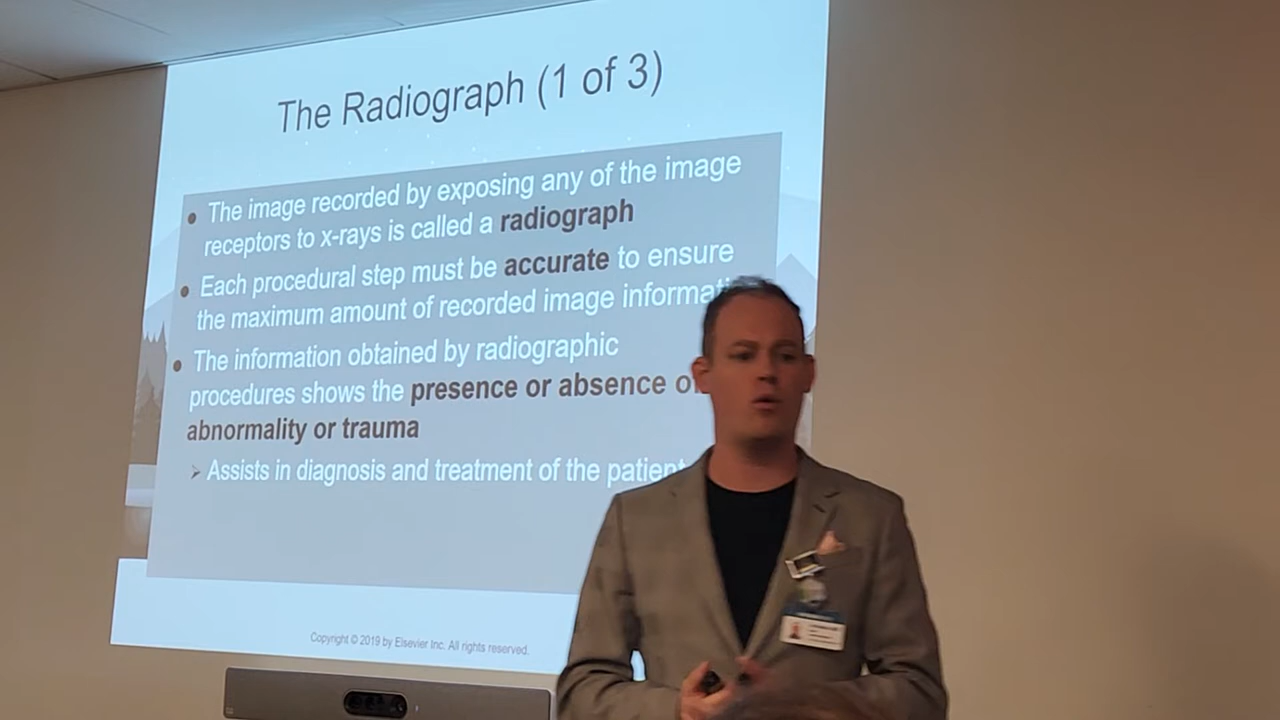 The Radiograph (1 of 3)
• The image recorded by exposing any of the image
receptors to x-rays is called a radiograph
• Each procedural step must be accurate to ensure
the maximum amount of recorded image
• The information obtained by radiographic
procedures shows the presence or absence
abnormality or trauma
➢ Assists in diagnosis and treatment of the patient
Copyright © 2019 by Elsevier Inc. All rights reserved.